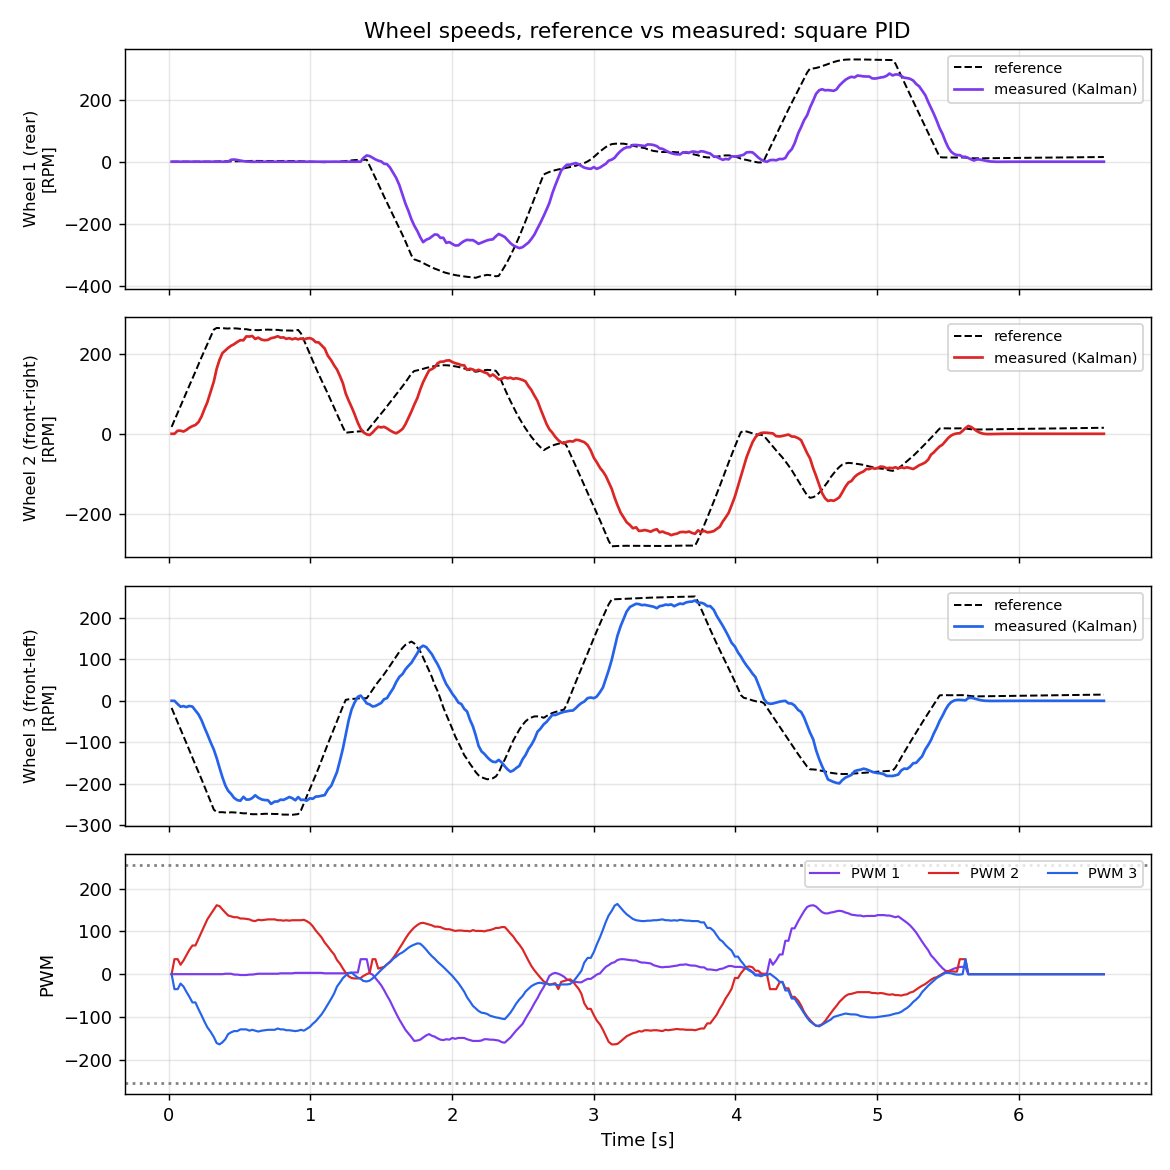 Wheel speeds, reference vs measured: square PID
Wheel 1 (rear)
[RPM]
200
0
−200
−400
reference
measured (Kalman)
Wheel 2 (front-right)
[RPM]
200
0
−200
reference
measured (Kalman)
Wheel 3 (front-left)
[RPM]
200
100
0
−100
−200
−300
reference
measured (Kalman)
PWM
200
100
0
−100
−200
PWM 1 PWM 2 PWM 3
0 1 2 3 4 5 6
Time [s]